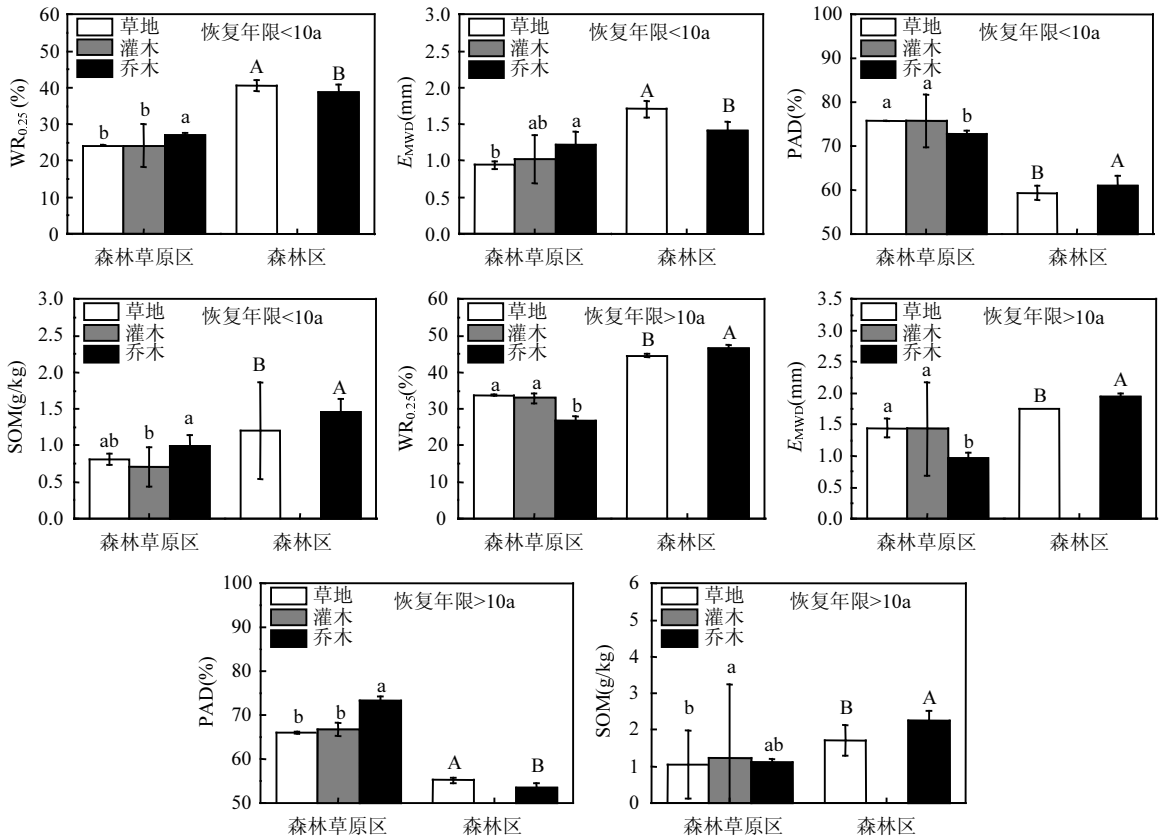 60
50
40
30
20
10
0
WR0.25 (%)
草地
灌木
乔木
恢复年限<10a
b
b
a
A
B
森林草原区
森林区
3.0
2.5
2.0
1.5
1.0
0.5
0.0
EMWD(mm)
草地
灌木
乔木
恢复年限<10a
b
ab
a
A
B
森林草原区
森林区
100
90
80
70
60
50
PAD(%)
草地
灌木
乔木
恢复年限<10a
a
a
b
B
A
森林草原区
森林区
3.0
2.5
2.0
1.5
1.0
0.5
0.0
SOM(g/kg)
草地
灌木
乔木
恢复年限<10a
ab
b
a
B
A
森林草原区
森林区
60
50
40
30
20
10
0
WR0.25(%)
草地
灌木
乔木
恢复年限>10a
a
a
b
B
A
森林草原区
森林区
3.5
3.0
2.5
2.0
1.5
1.0
0.5
0.0
EMWD(mm)
草地
灌木
乔木
恢复年限>10a
a
a
b
B
A
森林草原区
森林区
100
90
80
70
60
50
PAD(%)
草地
灌木
乔木
恢复年限>10a
b
b
a
A
B
森林草原区
森林区
6
5
4
3
2
1
0
SOM(g/kg)
草地
灌木
乔木
恢复年限>10a
b
a
ab
B
A
森林草原区
森林区